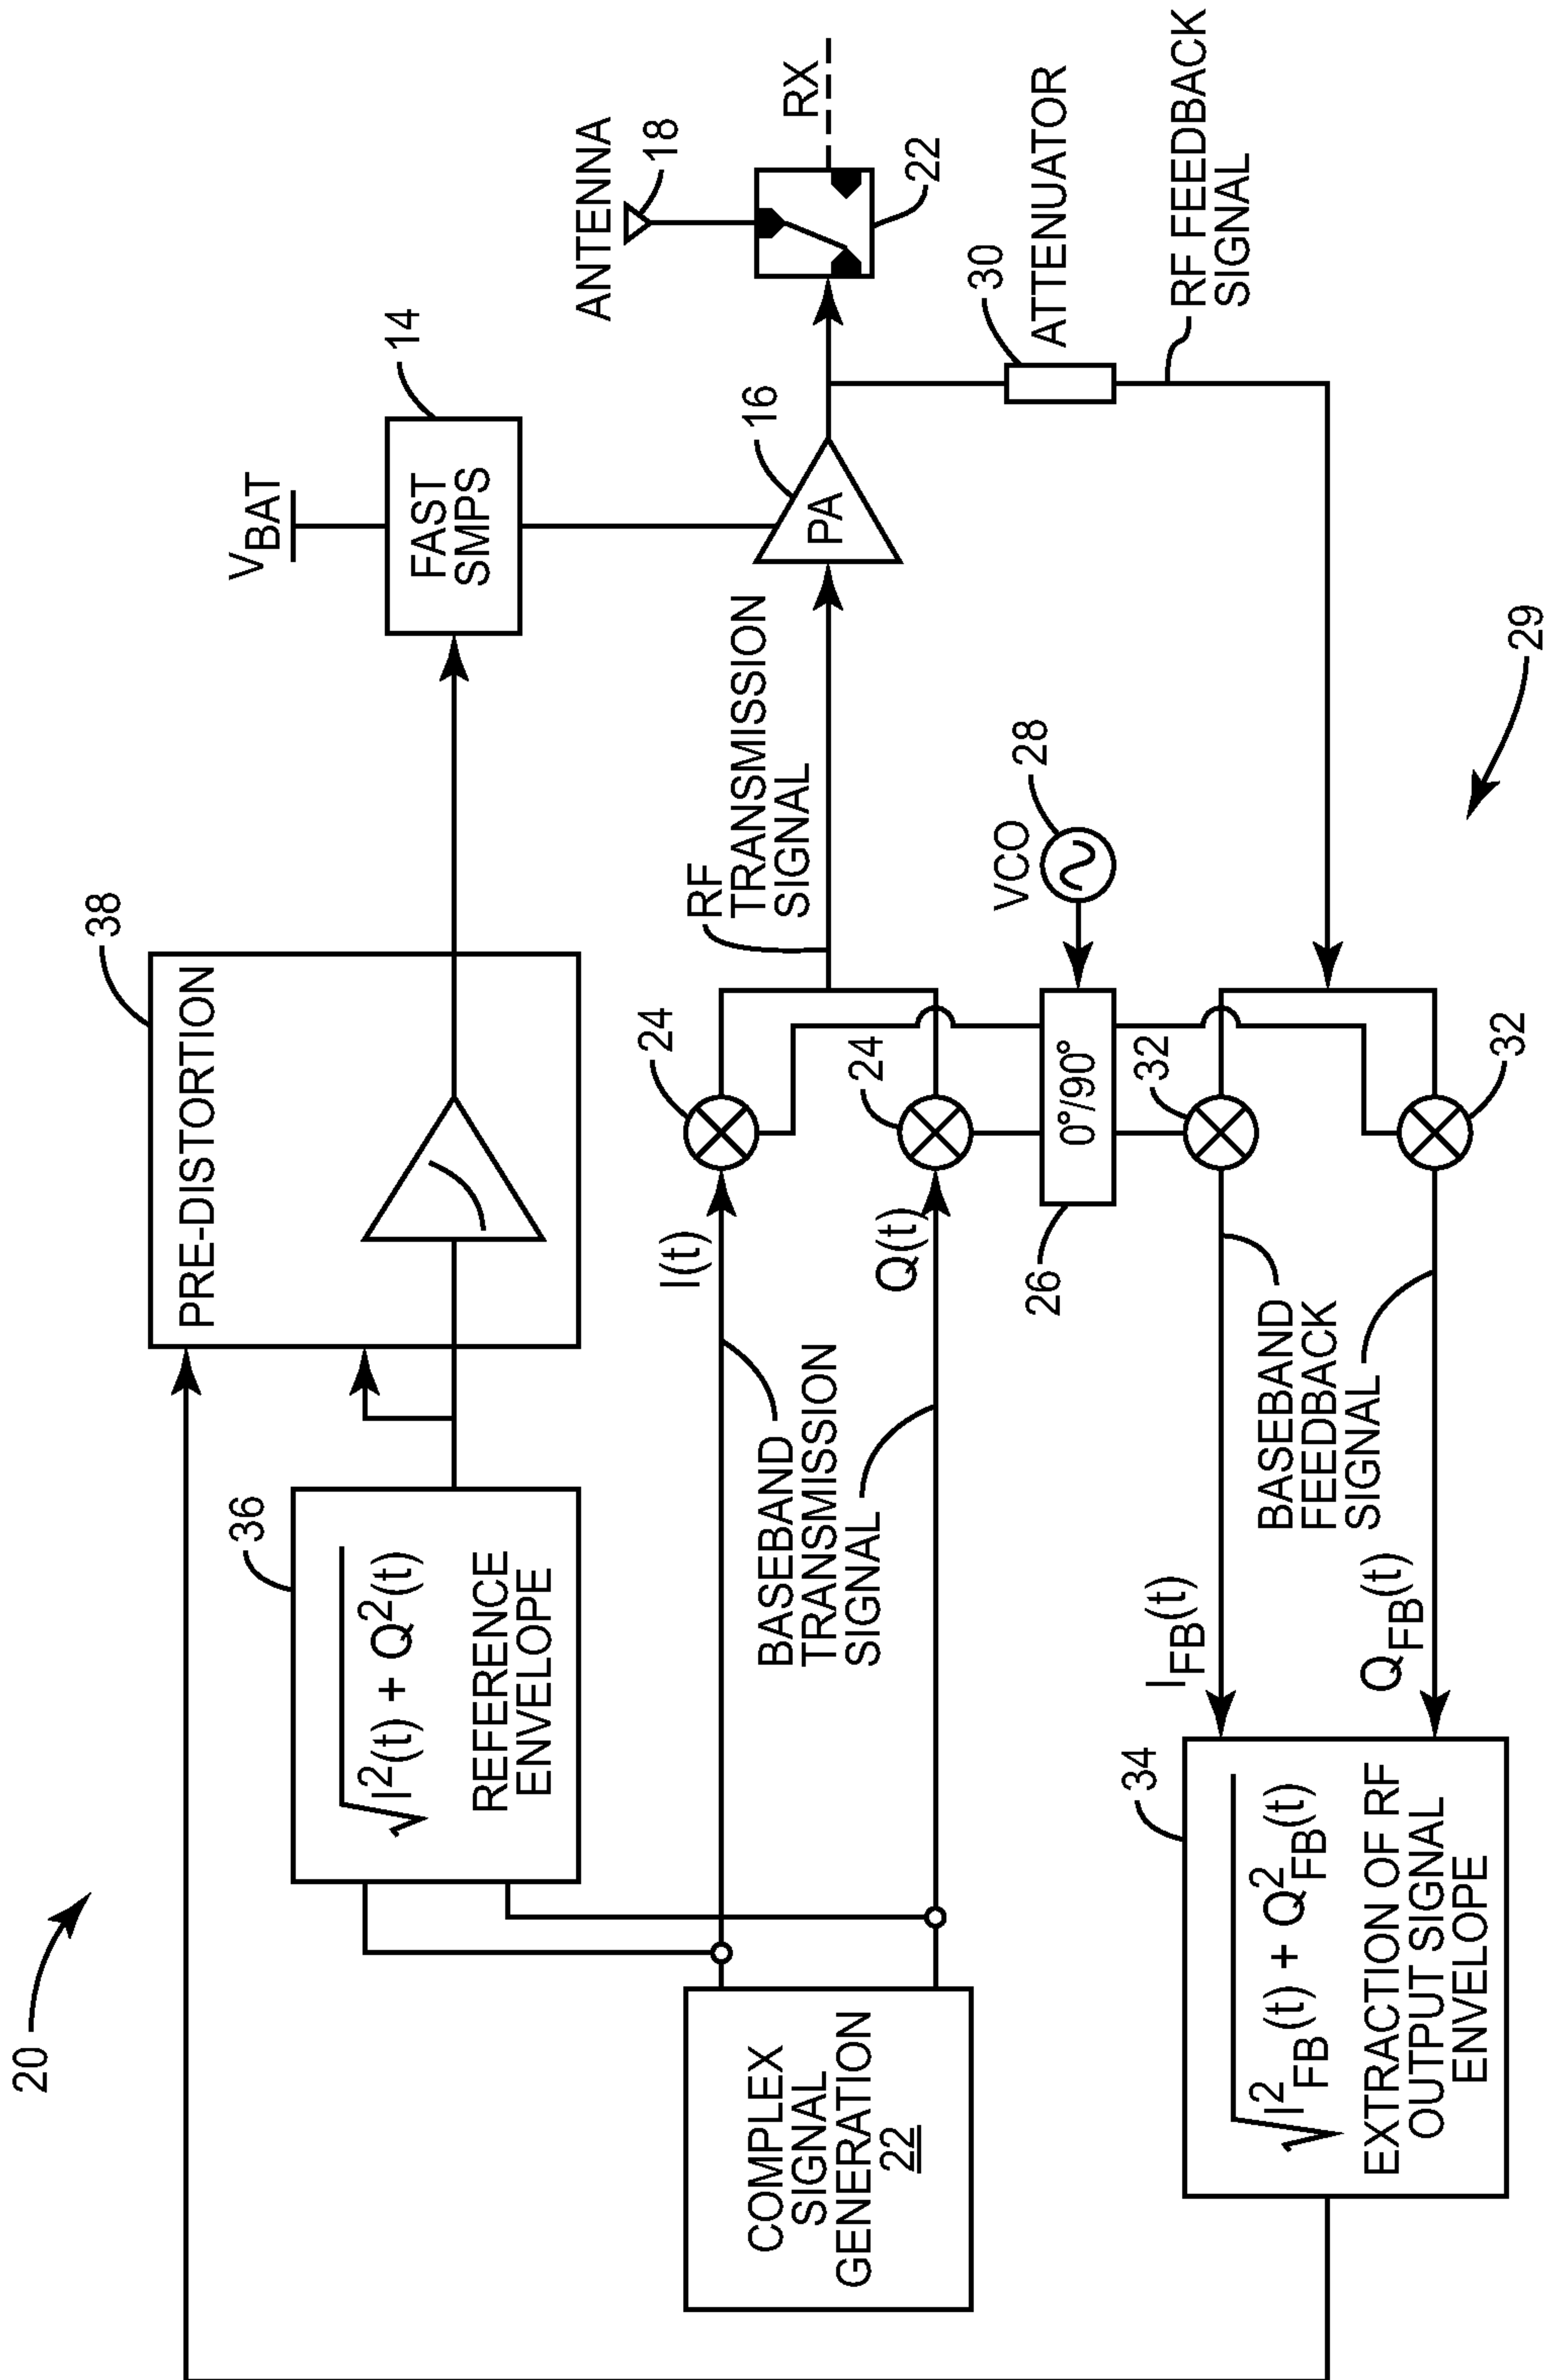 20
38
PRE-DISTORTION
36
√I²(t) + Q²(t)
REFERENCE
ENVELOPE
V_BAT
14
FAST
SMPS
ANTENNA
18
RX
22
16
PA
30
ATTENUATOR
RF FEEDBACK
SIGNAL
RF
TRANSMISSION
SIGNAL
24
I(t)
24
Q(t)
BASEBAND
TRANSMISSION
SIGNAL
COMPLEX
SIGNAL
GENERATION
22
VCO
28
0°/90°
26
32
32
BASEBAND
FEEDBACK
SIGNAL
I_FB(t)
Q_FB(t)
34
√I²_FB(t) + Q²_FB(t)
EXTRACTION OF RF
OUTPUT SIGNAL
ENVELOPE
29